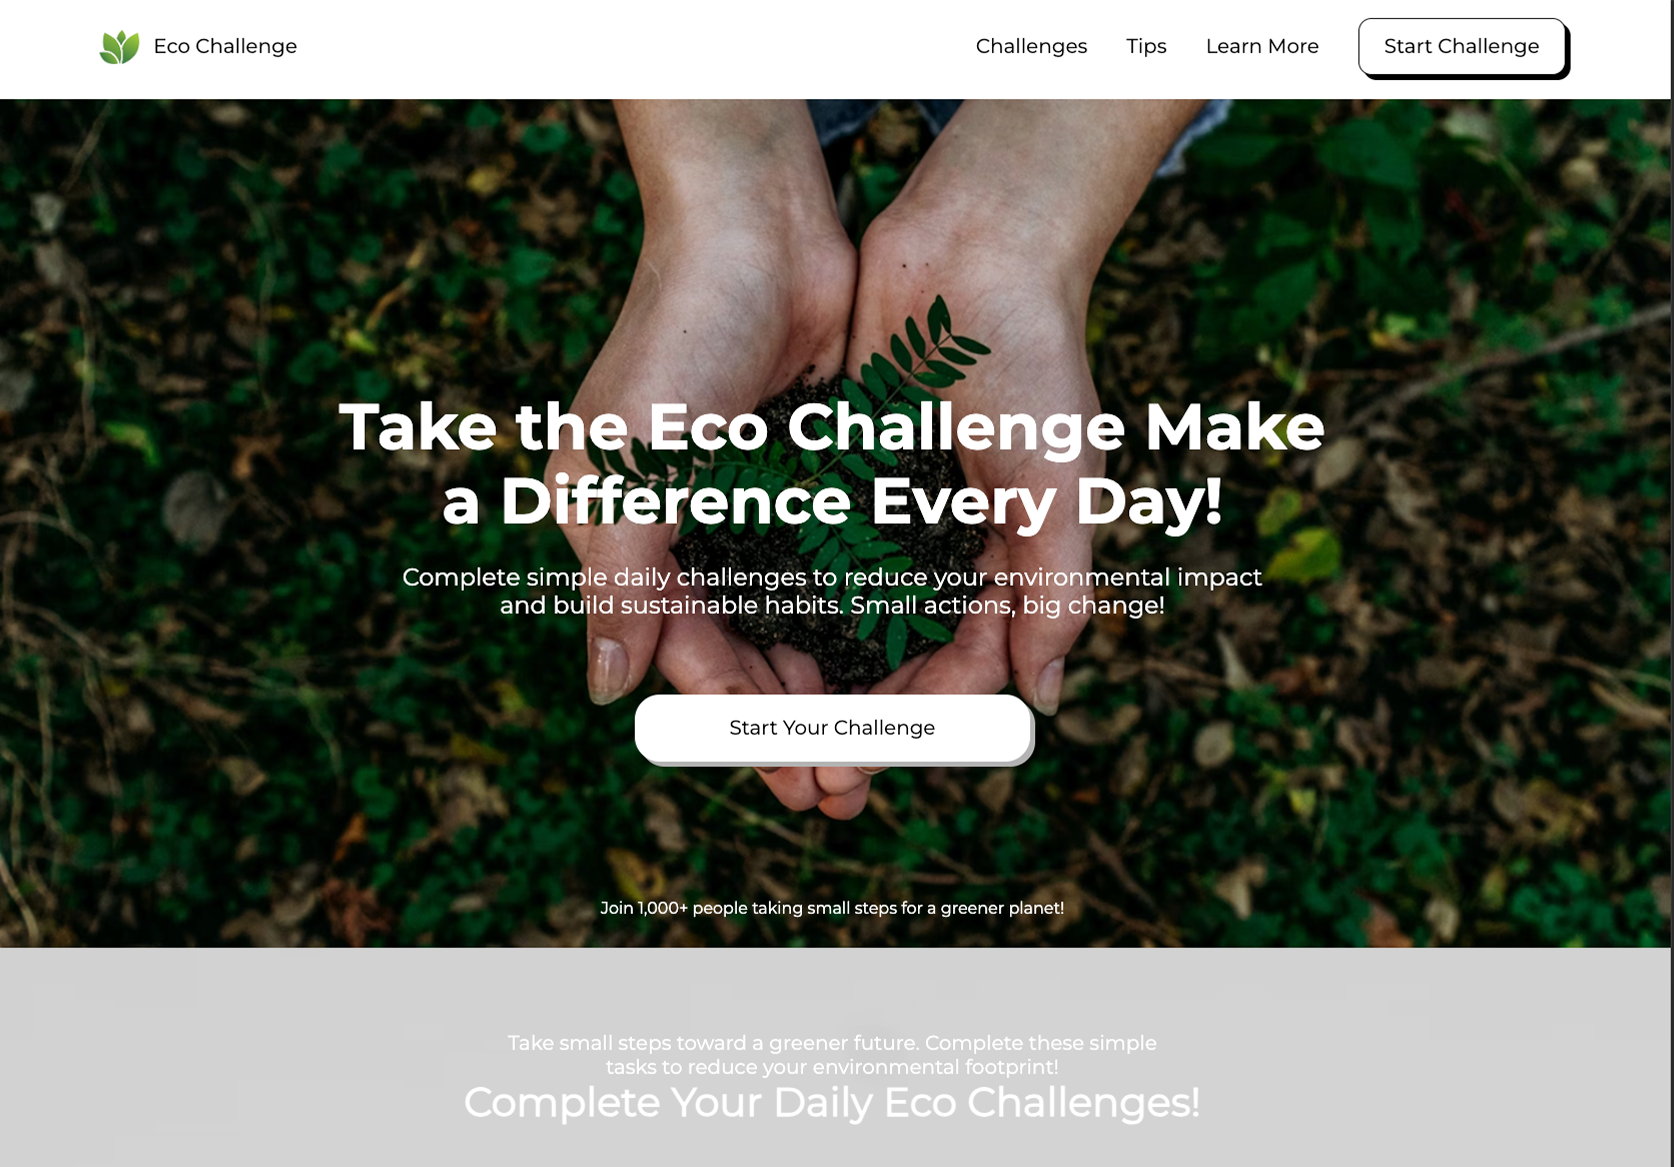 Eco Challenge
Challenges
Tips
Learn More
Start Challenge
Take the Eco Challenge Make
a Difference Every Day!
Complete simple daily challenges to reduce your environmental impact
and build sustainable habits. Small actions, big change!
Start Your Challenge
Join 1,000+ people taking small steps for a greener planet!
Take small steps toward a greener future. Complete these simple
tasks to reduce your environmental footprint!
Complete Your Daily Eco Challenges!